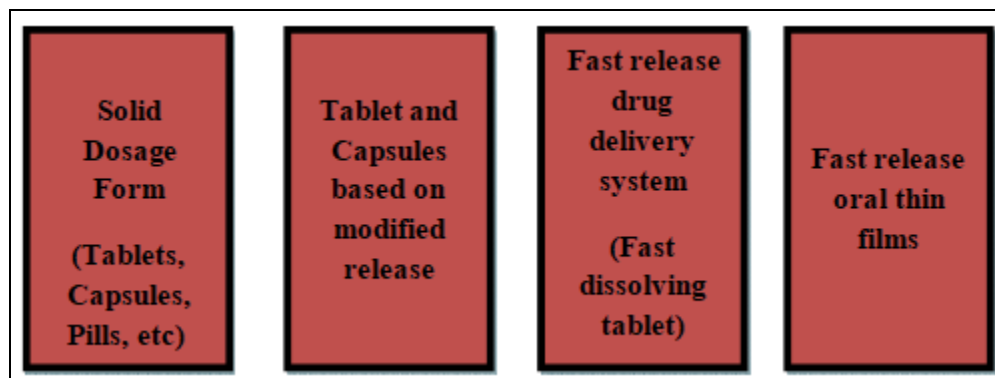 Solid
Dosage
Form
(Tablets,
Capsules,
Pills, etc)
Tablet and
Capsules
based on
modified
release
Fast release
drug
delivery
system
(Fast
dissolving
tablet)
Fast release
oral thin
films